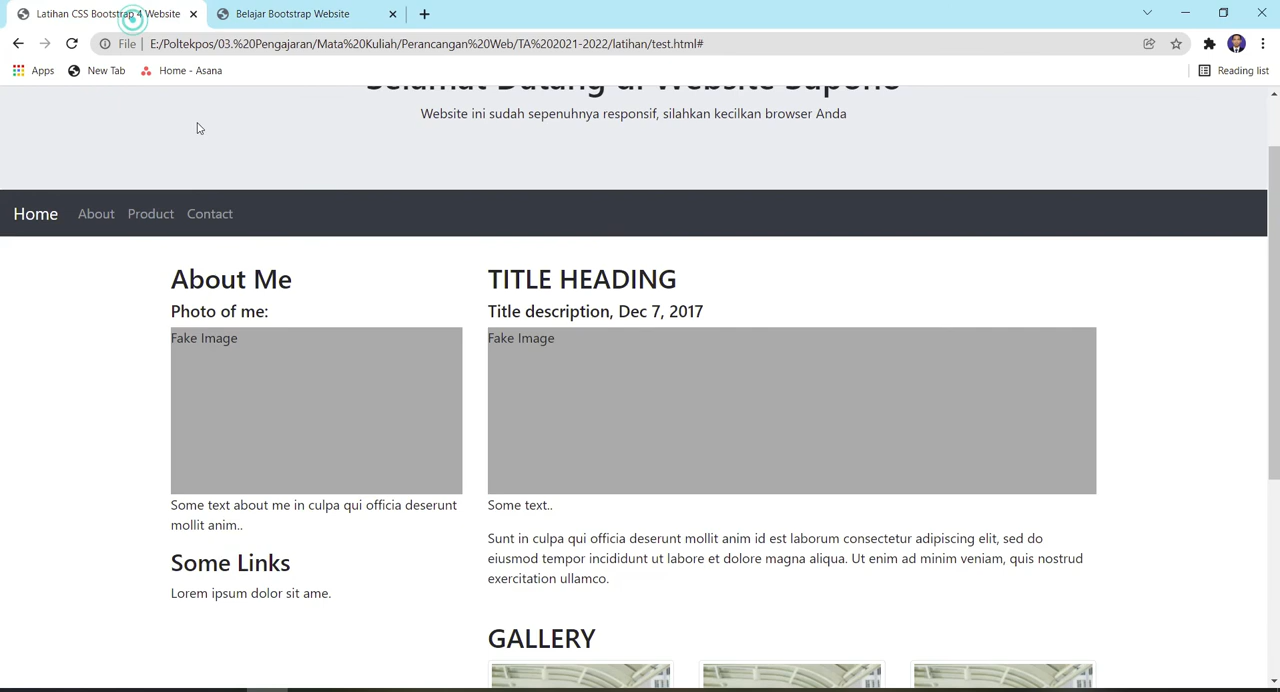 Latihan CSS Bootstrap 4 Website
Belajar Bootstrap Website
File
E:/Poltekpos/03.%20Pengajaran/Mata%20Kuliah/Perancangan%20Web/TA%202021-2022/latihan/test.html#
Apps
New Tab
Home - Asana
Reading list
Selamat Datang di Website Supono
Website ini sudah sepenuhnya responsif, silahkan kecilkan browser Anda
Home
About
Product
Contact
About Me
Photo of me:
Fake Image
Some text about me in culpa qui officia deserunt
mollit anim..
Some Links
Lorem ipsum dolor sit ame.
TITLE HEADING
Title description, Dec 7, 2017
Fake Image
Some text..
Sunt in culpa qui officia deserunt mollit anim id est laborum consectetur adipiscing elit, sed do
eiusmod tempor incididunt ut labore et dolore magna aliqua. Ut enim ad minim veniam, quis nostrud
exercitation ullamco.
GALLERY